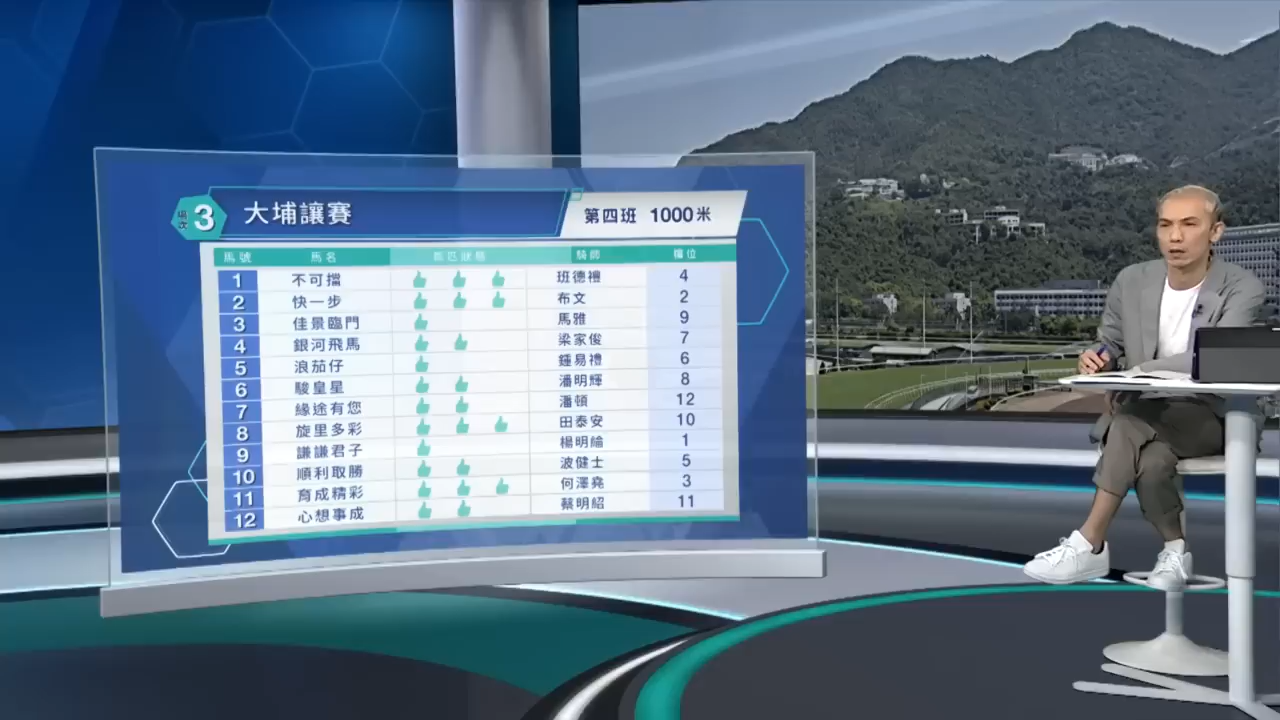 場次 3 大埔讓賽 第四班 1000米
馬號 馬名 馬匹狀態 騎師 檔位
1 不可擋 班德禮 4
2 快一步 布文 2
3 佳景臨門 馬雅 9
4 銀河飛馬 梁家俊 7
5 浪茄仔 鍾易禮 6
6 駿皇星 潘明輝 8
7 緣途有您 潘頓 12
8 旋里多彩 田泰安 10
9 謙謙君子 楊明綸 1
10 順利取勝 波健士 5
11 育成精彩 何澤堯 3
12 心想事成 蔡明紹 11